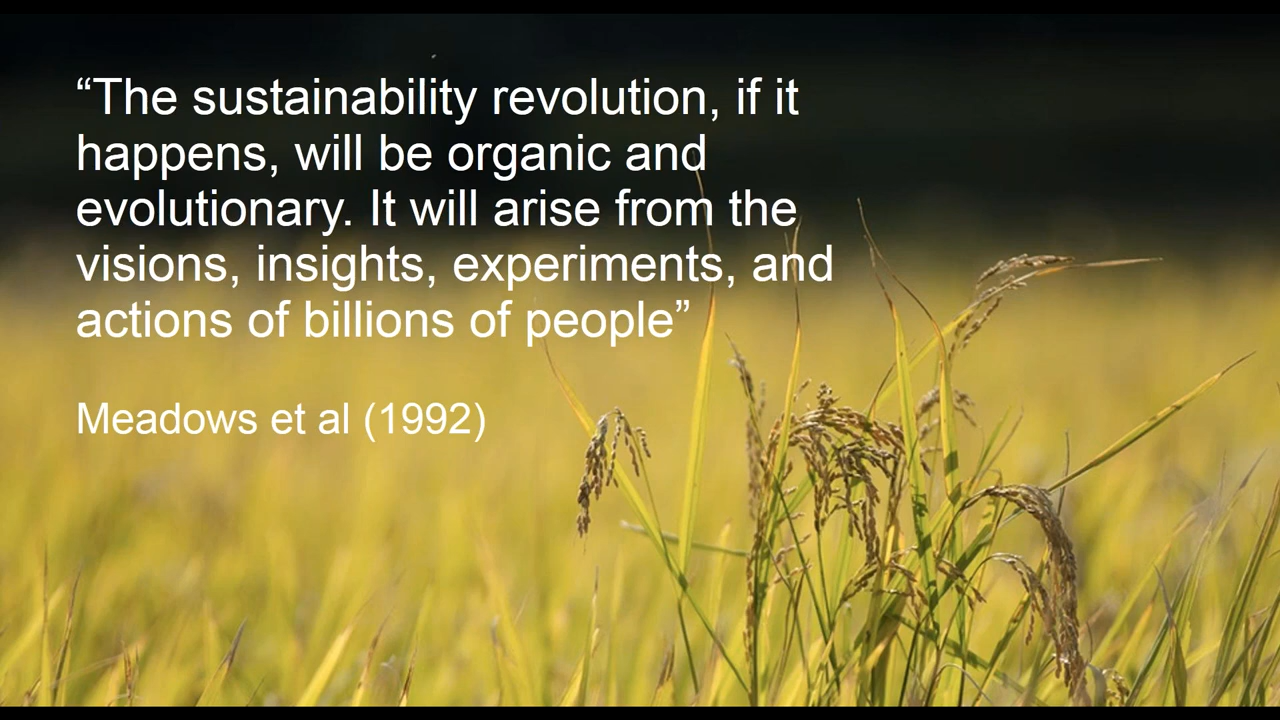 “The sustainability revolution, if it
happens, will be organic and
evolutionary. It will arise from the
visions, insights, experiments, and
actions of billions of people”
Meadows et al (1992)